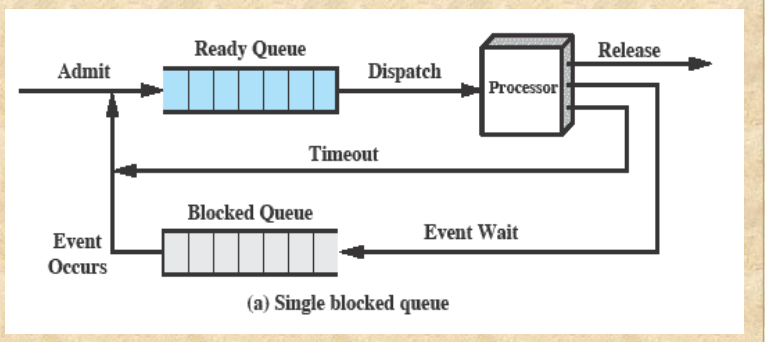 Ready Queue
Admit
Dispatch
Processor
Release
Timeout
Blocked Queue
Event
Occurs
Event Wait
(a) Single blocked queue